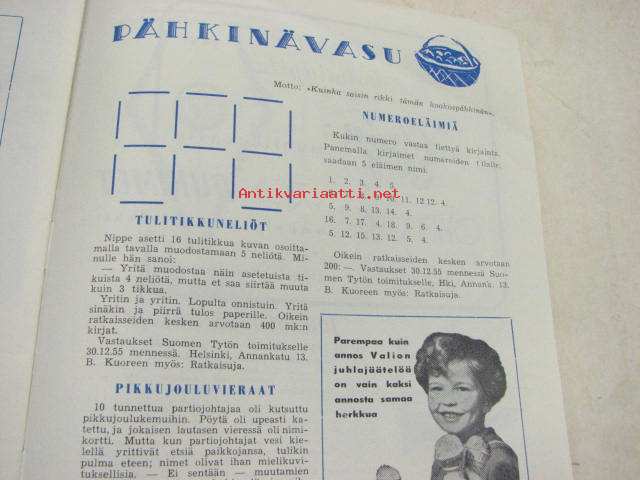 PÄHKINÄVASU
Motto: »Kuinka saisin rikki tämän kookospähkinän».
TULITIKKUNELIÖT
Nippe asetti 16 tulitikkua kuvan osoitta-
malla tavalla muodostamaan 5 neliötä. Mi-
nulle hän sanoi:
— Yritä muodostaa näin asetetuista ti-
kuista 4 neliötä, mutta et saa siirtää muuta
kuin 3 tikkua.
Yritin ja yritin. Lopulta onnistuin. Yritä
sinäkin ja piirrä tulos paperille. Oikein
ratkaisseiden kesken arvotaan 400 mk:n
kirjat.
Vastaukset Suomen Tytön toimitukselle
30.12.55 mennessä. Helsinki, Annankatu 13.
B. Kuoreen myös: Ratkaisuja.
PIKKUJOULUVIERAAT
10 tunnettua partiojohtajaa oli kutsuttu
pikkujoulukemuihin. Pöytä oli upeasti ka-
tettu, ja jokaisen lautasen vieressä oli nimi-
kortti. Mutta kun partiojohtajat vesi kie-
lellä yrittivät etsiä paikkojansa, tulikin
pulma eteen; nimet olivat ihan mielikuvi-
tuksellisia. — Ei sentään — muutamien
NUMEROELÄIMIÄ
Kukin numero vastaa tiettyä kirjainta.
Panemalla kirjaimet numeroiden tilalle,
saadaan 5 eläimen nimi.
1. 2. 3. 4. 5.
11. 12 12. 4.
5. 9. 8. 13. 14. 4.
16. 7. 17. 4. 18. 9. 6. 4.
5. 12. 15. 13. 12. 5. 4.
Oikein ratkaisseiden kesken arvotaan
200: —. Vastaukset 30.12.55 mennessä Suo-
men Tytön toimitukselle, Hki, Annank. 13.
B. Kuoreen myös: Ratkaisuja.
Parempaa kuin
annos Valion
juhlajäätelöä
on vain kaksi
annosta samaa
herkkua
Antikvariaatti.net